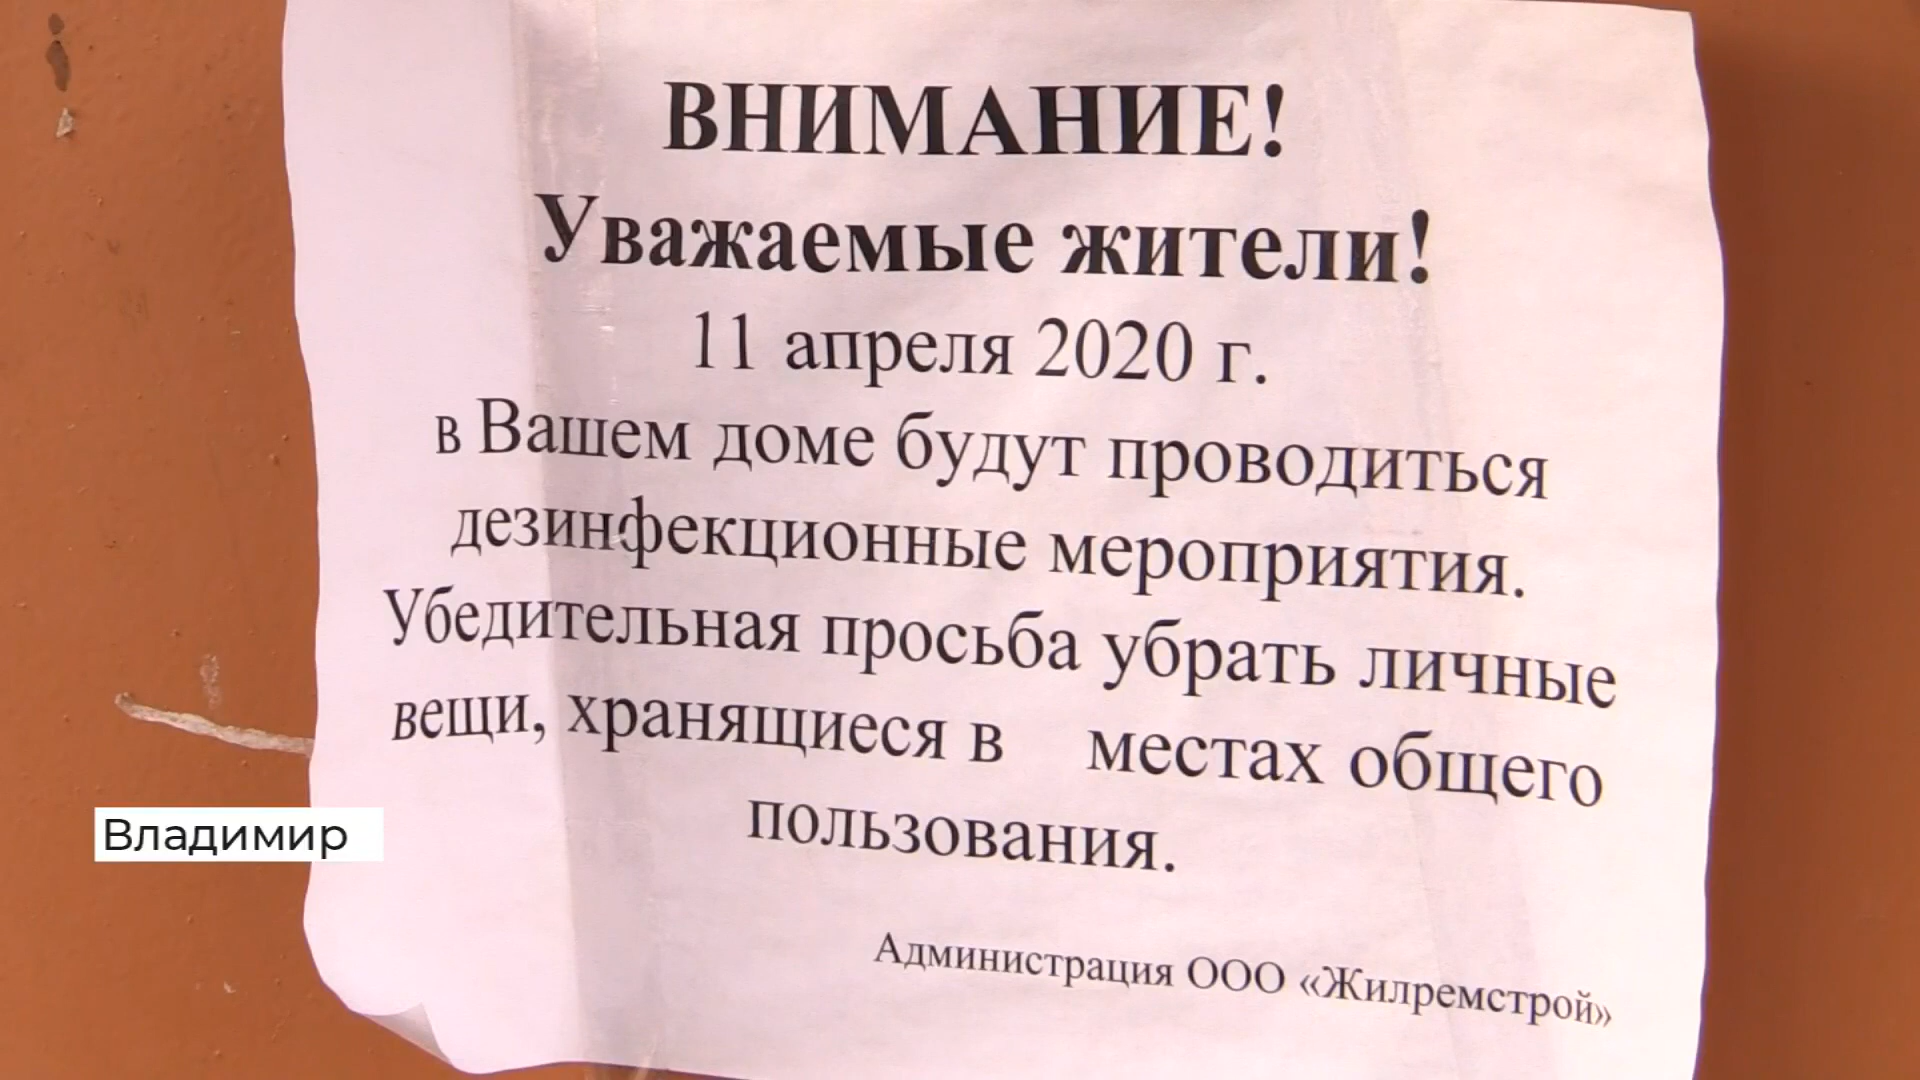 ВНИМАНИЕ!
Уважаемые жители!
11 апреля 2020 г.
в Вашем доме будут проводиться
дезинфекционные мероприятия.
Убедительная просьба убрать личные
вещи, хранящиеся в местах общего
пользования.
Администрация ООО «Жилремстрой»
Владимир